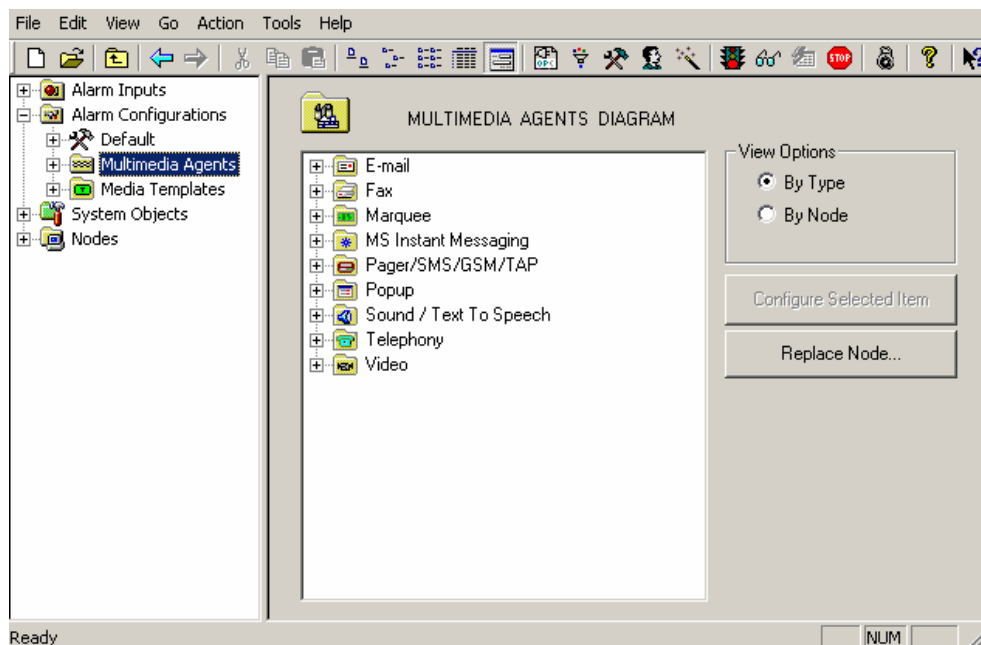 File Edit View Go Action Tools Help
OPC STOP
Alarm Inputs
Alarm Configurations
Default
Multimedia Agents
Media Templates
System Objects
Nodes
MULTIMEDIA AGENTS DIAGRAM
E-mail
Fax
Marquee
MS Instant Messaging
Pager/SMS/GSM/TAP
Popup
Sound / Text To Speech
Telephony
Video
View Options
By Type
By Node
Configure Selected Item
Replace Node...
Ready NUM